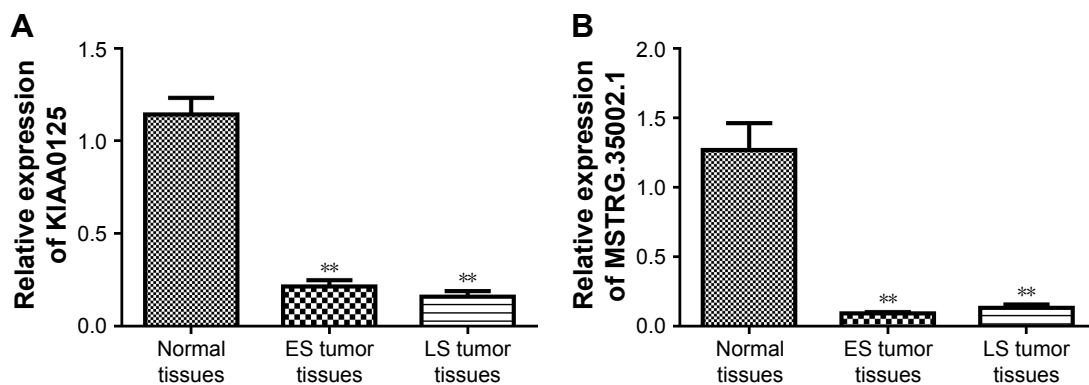 A
Relative expression
of KIAA0125
1.5
1.0
0.5
0.0
**
**
Normal
tissues
ES tumor
tissues
LS tumor
tissues
B
Relative expression
of MSTRG.35002.1
2.0
1.5
1.0
0.5
0.0
**
**
Normal
tissues
ES tumor
tissues
LS tumor
tissues